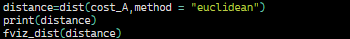 distance=dist(cost_A,method = "euclidean")
print(distance)
fviz_dist(distance)